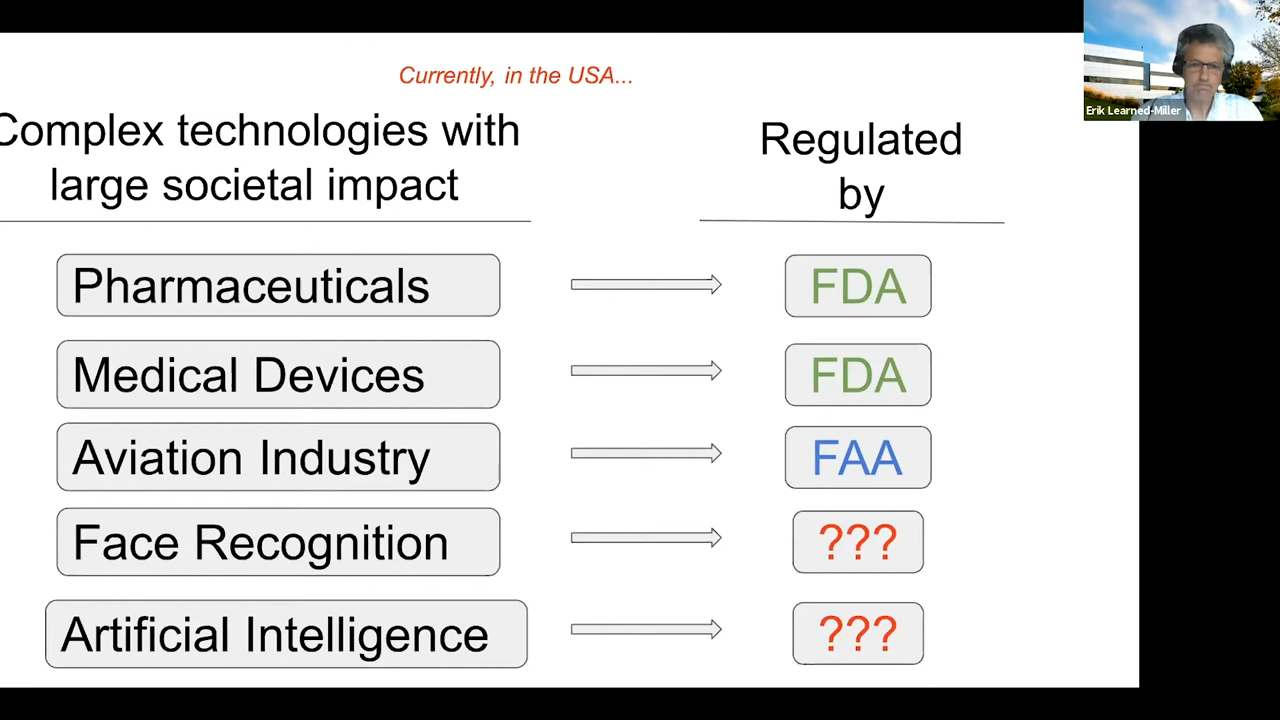 Currently, in the USA...
Erik Learned-Miller
Complex technologies with
large societal impact
Regulated
by
Pharmaceuticals
FDA
Medical Devices
FDA
Aviation Industry
FAA
Face Recognition
???
Artificial Intelligence
???